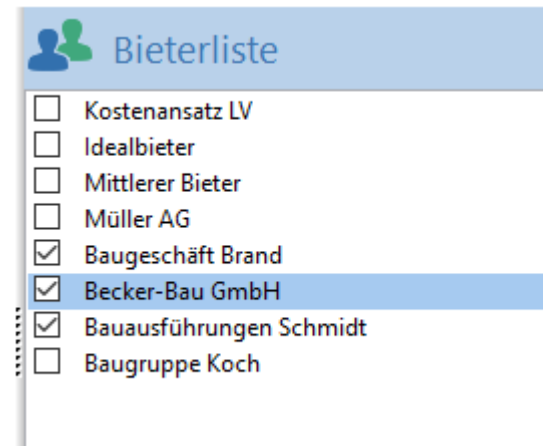 Bieterliste
Kostenansatz LV
Idealbieter
Mittlerer Bieter
Müller AG
Baugeschäft Brand
Becker-Bau GmbH
Bauausführungen Schmidt
Baugruppe Koch